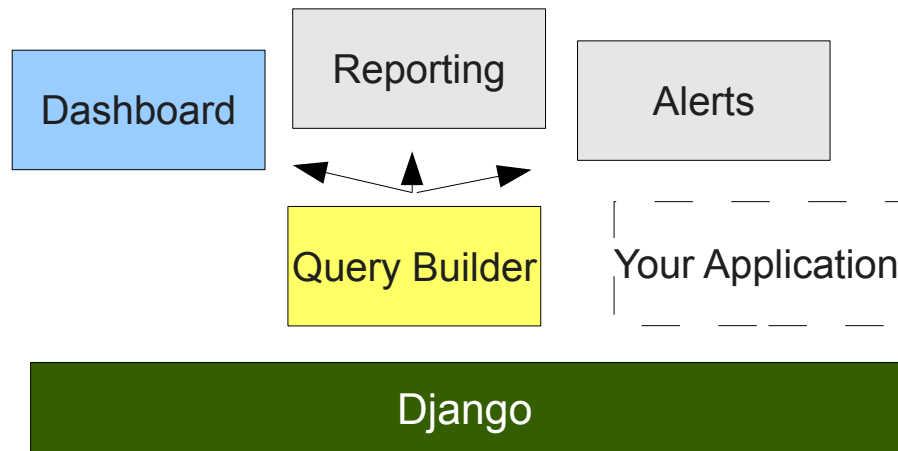 Reporting
Dashboard
Alerts
Query Builder
Your Application
Django